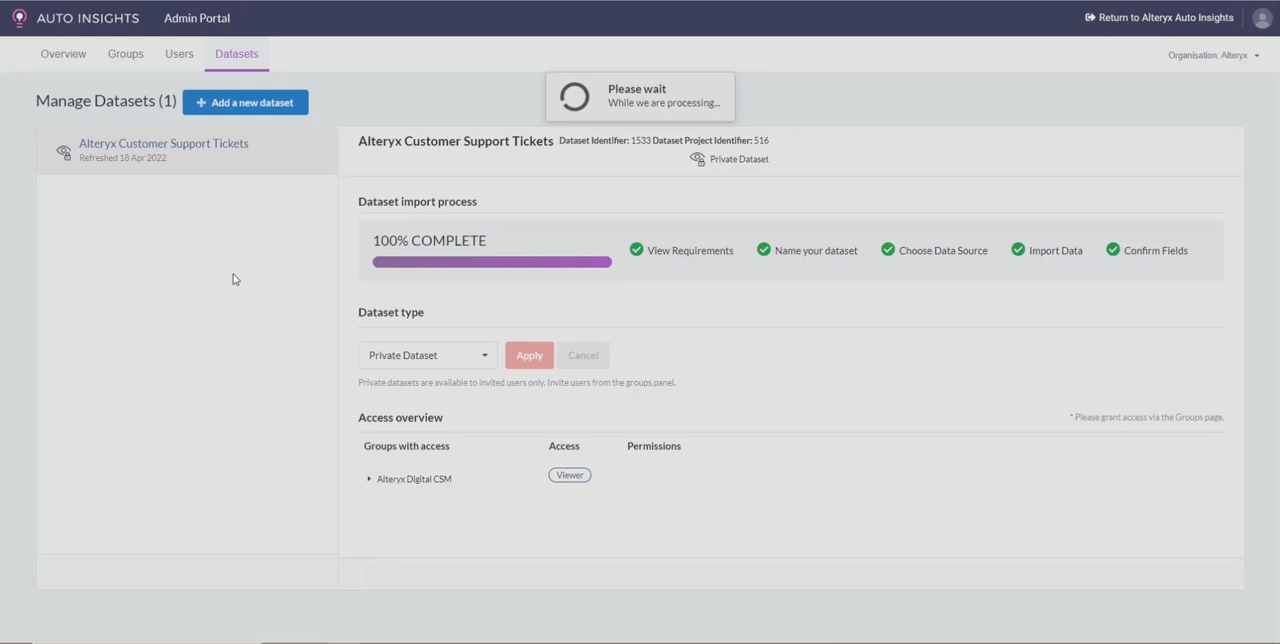 AUTO INSIGHTS Admin Portal Return to Alteryx Auto Insights
Overview Groups Users Datasets Organisation: Alteryx
Please wait
While we are processing...
Manage Datasets (1) + Add a new dataset
Alteryx Customer Support Tickets
Refreshed 18 Apr 2022
Alteryx Customer Support Tickets Dataset Identifier: 1533 Dataset Project Identifier: 516
Private Dataset
Dataset import process
100% COMPLETE
View Requirements Name your dataset Choose Data Source Import Data Confirm Fields
Dataset type
Private Dataset Apply Cancel
Private datasets are available to invited users only. Invite users from the groups panel.
Access overview * Please grant access via the Groups page.
Groups with access Access Permissions
Alteryx Digital CSM Viewer